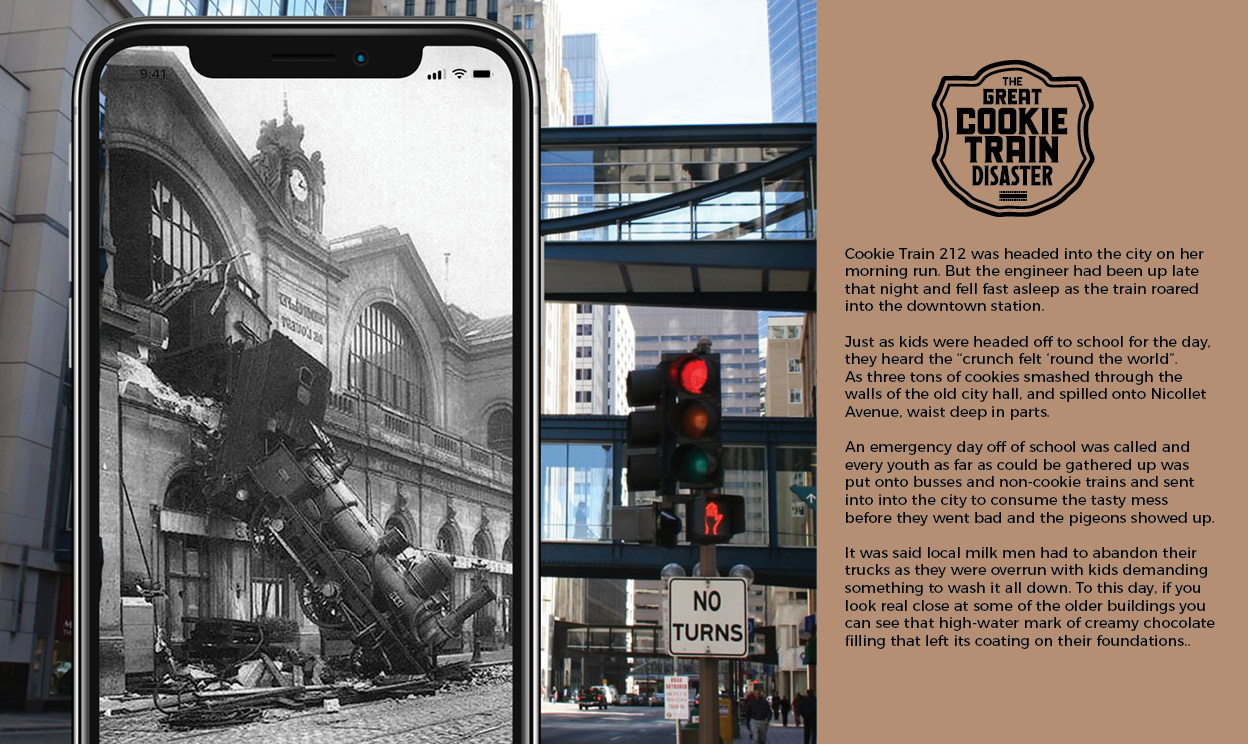 9:41
NO
TURNS
THE
GREAT
COOKIE
TRAIN
DISASTER
Cookie Train 212 was headed into the city on her
morning run. But the engineer had been up late
that night and fell fast asleep as the train roared
into the downtown station.
Just as kids were headed off to school for the day,
they heard the “crunch felt ‘round the world”.
As three tons of cookies smashed through the
walls of the old city hall, and spilled onto Nicollet
Avenue, waist deep in parts.
An emergency day off of school was called and
every youth as far as could be gathered up was
put onto busses and non-cookie trains and sent
into into the city to consume the tasty mess
before they went bad and the pigeons showed up.
It was said local milk men had to abandon their
trucks as they were overrun with kids demanding
something to wash it all down. To this day, if you
look real close at some of the older buildings you
can see that high-water mark of creamy chocolate
filling that left its coating on their foundations..